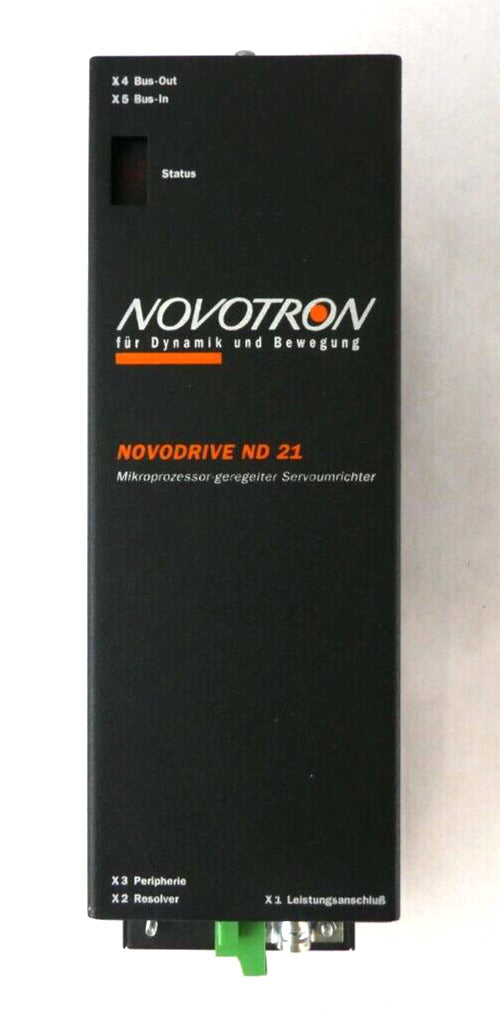 X4 Bus-Out
X5 Bus-In
Status
NOVOTRON
für Dynamik und Bewegung
NOVODRIVE ND 21
Mikroprozessor-geregelter Servoumrichter
X3 Peripherie
X2 Resolver
X1 Leistungsanschluß